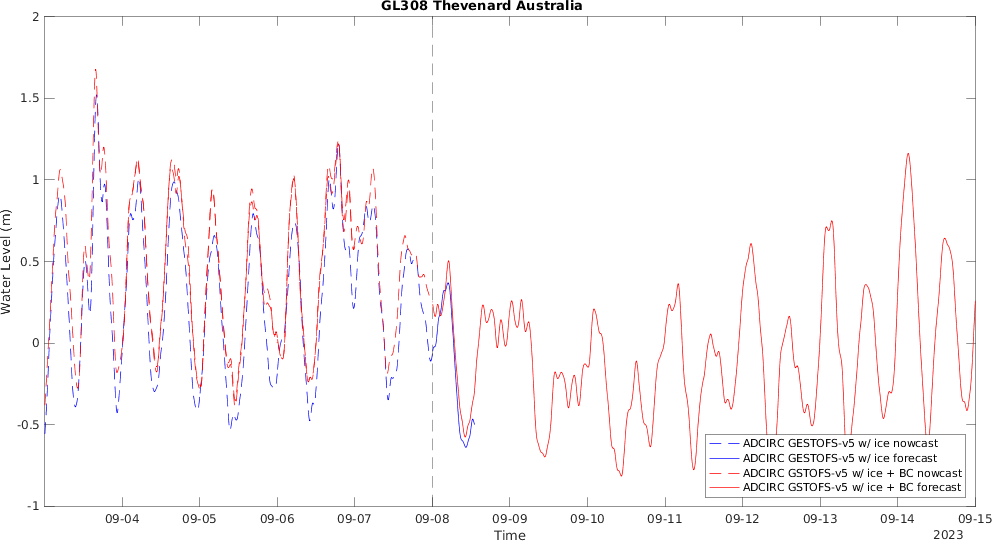 GL308 Thevenard Australia
2
1.5
1
0.5
0
-0.5
-1
Water Level (m)
09-04 09-05 09-06 09-07 09-08 09-09 09-10 09-11 09-12 09-13 09-14 09-15
Time
2023
ADCIRC GESTOFS-v5 w/ ice nowcast
ADCIRC GESTOFS-v5 w/ ice forecast
ADCIRC GSTOFS-v5 w/ ice + BC nowcast
ADCIRC GSTOFS-v5 w/ ice + BC forecast